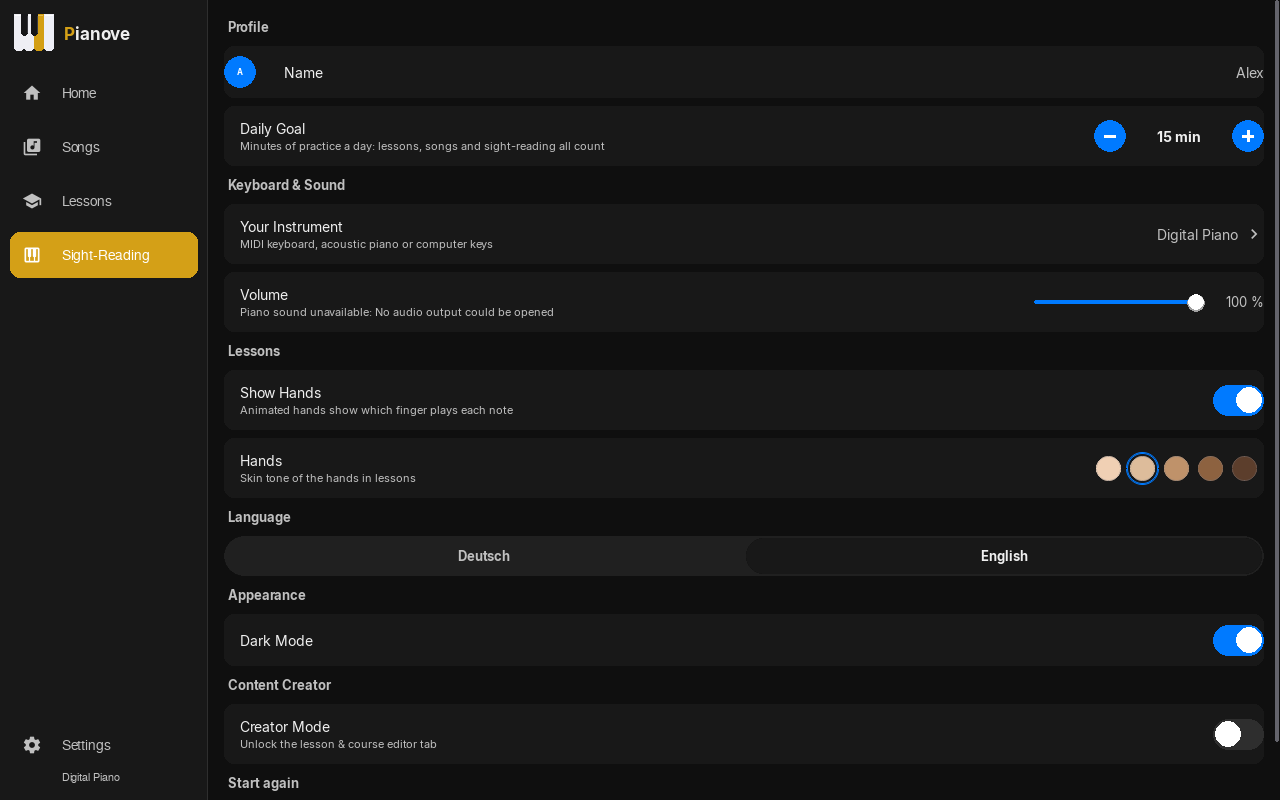 Pianove
Home
Songs
Lessons
Sight-Reading
Settings
Digital Piano
Profile
A
Name
Alex
Daily Goal
Minutes of practice a day: lessons, songs and sight-reading all count
15 min
Keyboard & Sound
Your Instrument
MIDI keyboard, acoustic piano or computer keys
Digital Piano
Volume
Piano sound unavailable: No audio output could be opened
100 %
Lessons
Show Hands
Animated hands show which finger plays each note
Hands
Skin tone of the hands in lessons
Language
Deutsch
English
Appearance
Dark Mode
Content Creator
Creator Mode
Unlock the lesson & course editor tab
Start again